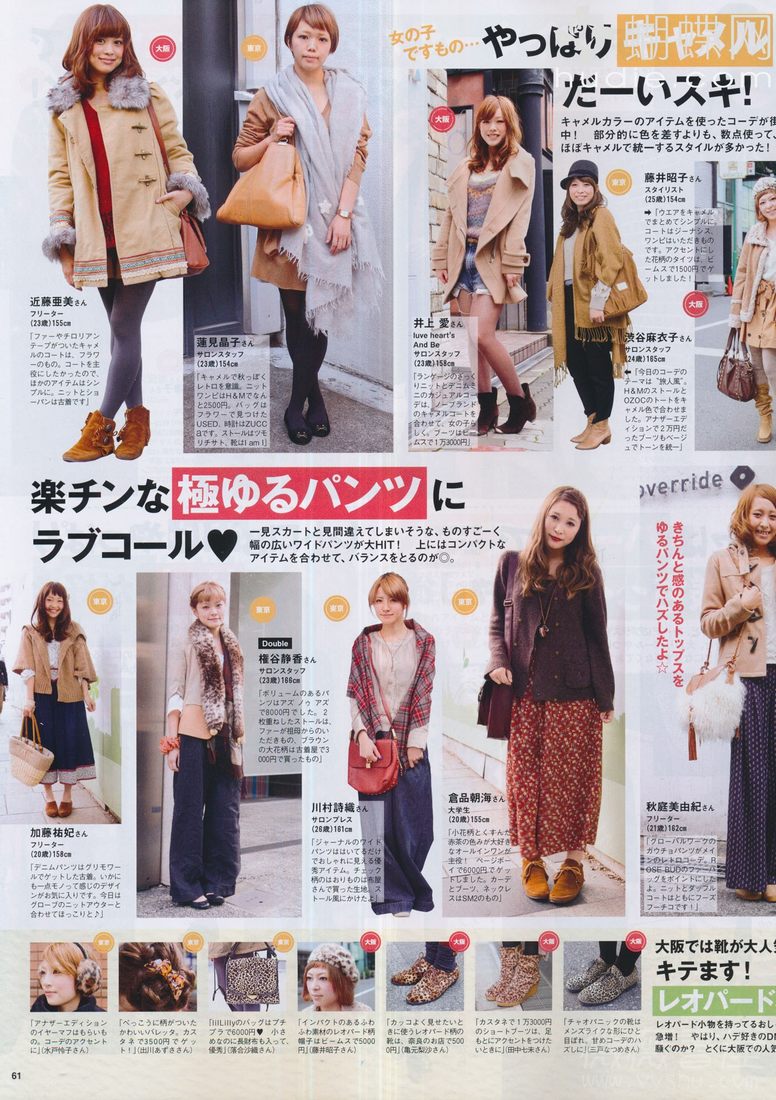 女の子
ですもの…
やっぱり
キャメル
だーいスキ!
キャメルカラーのアイテムを使ったコーデが街
中! 部分的に色を差すよりも、数点使って、
ほぼキャメルで統一するスタイルが多かった!
大阪
近藤亜美さん
フリーター
(23歳)155cm
「ファーやチロリアン
テープがついたキャメ
ルのコートは、フラワ
ーのもの。コートを主
役にしたかったので、
ほかのアイテムはシン
プルに。ニットとショ
ーパンは古着です」
東京
蓮見晶子さん
サロンスタッフ
(23歳)154cm
「キャメルで秋っぽく
レトロを意識。ニット
ワンピはH&Mでなん
と2500円。バッグは
フラワーで見つけた
USED、時計はZUCC
aです。ストールはツモ
リチサト、靴はI am I」
大阪
井上 愛さん
luve heart's
And Be
サロンスタッフ
(23歳)158cm
「ランゲージのざっく
りニットとデニムミ
ニのカジュアルコーデ
は、ノーブランド
のキャメルコートを
合わせて、女の子ら
しく。ブーツはビー
ムスで1万3000円」
東京
藤井昭子さん
スタイリスト
(25歳)154cm
➡「ウエアをキャメル
でまとめてシンプルに。
コートはジーナシス、
ワンピはいただきもの
です。アクセントにし
た花柄のタイツは、ビ
ームスで1500円でゲ
ットしました!」
大阪
渋谷麻衣子さん
サロンスタッフ
(24歳)165cm
⬅「今日のコーデの
テーマは“旅人風”。
H&Mのストールと
OZOCのトートをキャ
メル色で合わせまし
た。アナザーエディ
ションで2万円だ
ったブーツもベージ
ュでトーンを統一」
楽チンな極ゆるパンツに
ラブコール♥
一見スカートと見間違えてしまいそうな、ものすごーく
幅の広いワイドパンツが大HIT! 上にはコンパクトな
アイテムを合わせて、バランスをとるのが◎。
override
きちんと感のあるトップスを
ゆるパンツでハズしたよ☆
東京
加藤祐妃さん
フリーター
(20歳)158cm
「デニムパンツはグリモワー
ルでゲットした古着。いかに
も一点モノって感じのデザイ
ンがお気に入りです。今日は
グローブのニットアウターと
合わせてほっこりと♪」
東京
Double
権谷静香さん
サロンスタッフ
(23歳)166cm
「ボリュームのあるパ
ンツはアズ ノゥ アズ
で8000円でした。2
枚重ねしたストールは、
ファーが祖母からのい
ただきもの、ブラウン
の大花柄は古着屋で3
000円で買ったもの」
東京
川村詩織さん
サロンプレス
(26歳)161cm
「ジャーナルのワイド
パンツははいてるだけ
でおしゃれに見える優
秀アイテム。チェック
柄のはおりものは布屋
さんで買った生地。ス
トール風にかけたよ」
東京
倉品朝海さん
大学生
(20歳)155cm
「小花柄とくすんだ
赤茶の色みが大好き
なオールインワンが
主役! ページボー
イで6000円でゲッ
トしました。カーデ
とブーツ、ネックレ
スはSM2のもの」
秋庭美由紀さん
フリーター
(21歳)162cm
「グローバルワークの
ガウチョパンツがメイ
ンのレトロコーデ。R
OSE BUDのファーバ
ッグをポイントにした
よ。ニットとダッフル
コートはともにフーズ
フーチコです!」
東京
「アナザーエディション
のイヤーマフはもらいも
の。コーデのアクセント
に」(水戸怜子さん)
東京
「べっこうに柄がついた
かわいいバレッタ。カス
タネで3500円でゲッ
ト!」(出川あずささん)
東京
「lilLillyのバッグはプチ
プラで6000円♥ 小さ
めなのに長財布も入って、
優秀」(落合沙織さん)
大阪
「インパクトのあるふわ
ふわ素材のレオパード柄
帽子はビームスで5000
円」(藤井昭子さん)
大阪
「カッコよく見せたいと
きに使うレオパード柄
の靴は、奈良のお店で500
円」(亀元梨沙さん)
大阪
「カスタネで1万3000円
のショートブーツは、足
もとにアクセントをつけ
たいときに」(田中七末さん)
大阪
「チャオパニックの靴は
メンズライクな形にひと
目ぼれ。甘めコーデのハ
ズしに」(三戸なつめさん)
大阪では靴が大人気
キテます!
レオパード
レオパード小物を持ってるおしゃ
急増! やはり、ハデ好きのDM
騒ぐのか? とくに大阪での人気
61